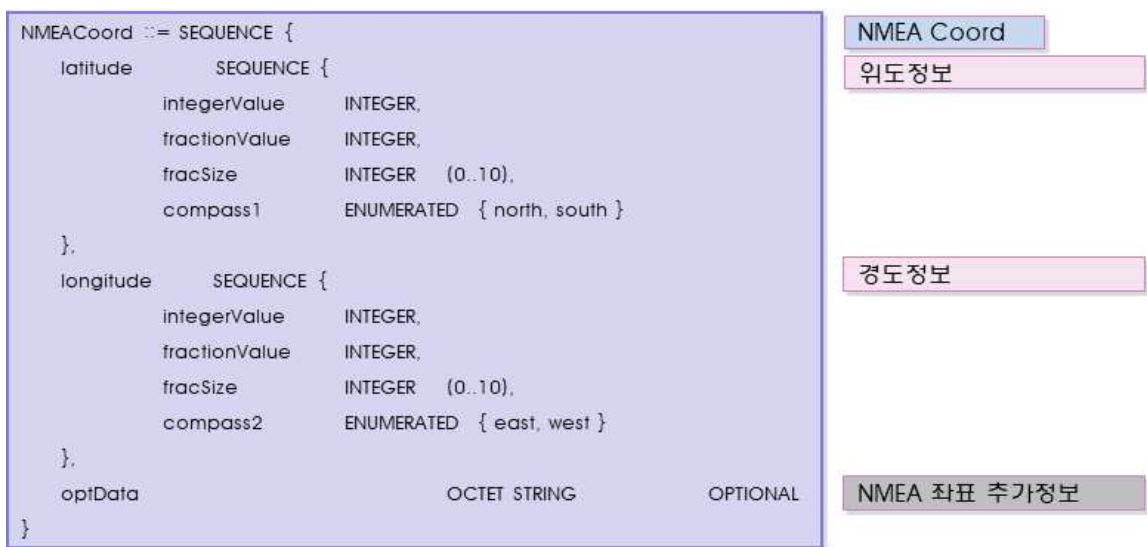 NMEACoord ::= SEQUENCE {
NMEA Coord
latitude SEQUENCE {
위도정보
integerValue INTEGER,
fractionValue INTEGER,
fracSize INTEGER (0..10),
compass1 ENUMERATED { north, south }
},
longitude SEQUENCE {
경도정보
integerValue INTEGER,
fractionValue INTEGER,
fracSize INTEGER (0..10),
compass2 ENUMERATED { east, west }
},
optData OCTET STRING OPTIONAL
NMEA 좌표 추가정보
}